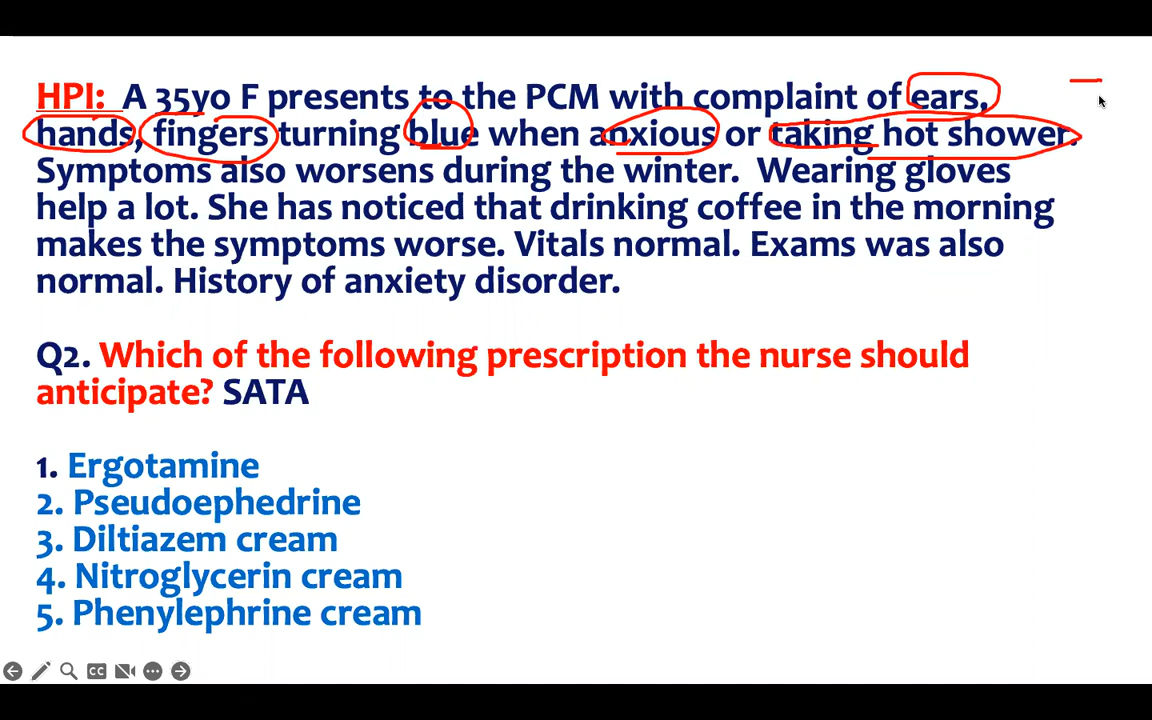 HPI: A 35yo F presents to the PCM with complaint of ears,
hands, fingers turning blue when anxious or taking hot shower.
Symptoms also worsens during the winter. Wearing gloves
help a lot. She has noticed that drinking coffee in the morning
makes the symptoms worse. Vitals normal. Exams was also
normal. History of anxiety disorder.
Q2. Which of the following prescription the nurse should
anticipate? SATA
1. Ergotamine
2. Pseudoephedrine
3. Diltiazem cream
4. Nitroglycerin cream
5. Phenylephrine cream
CC